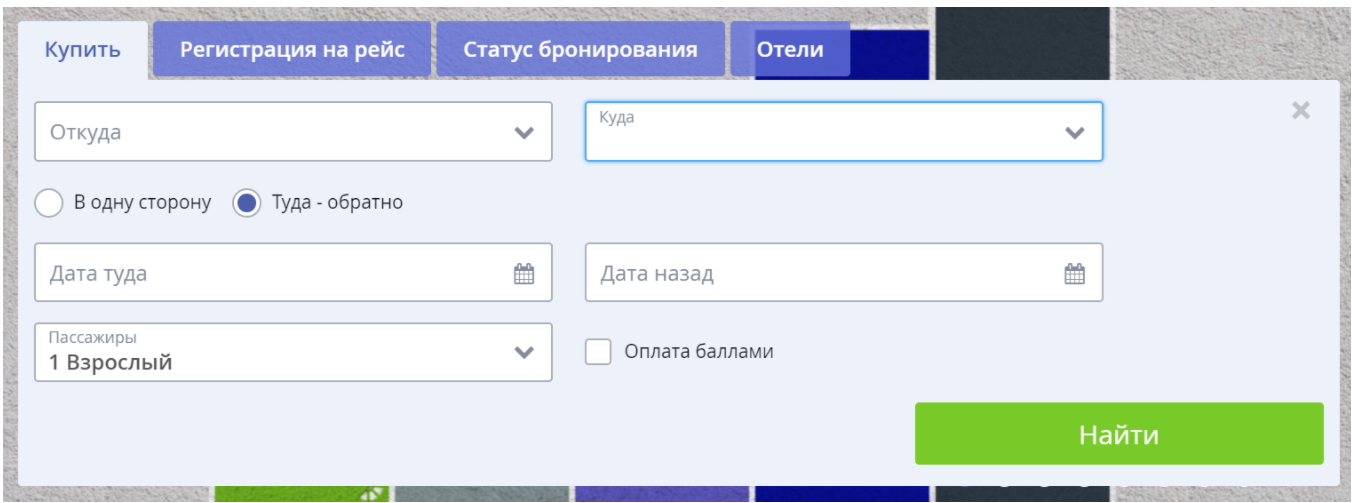 Купить Регистрация на рейс Статус бронирования Отели
Откуда
Куда
В одну сторону Туда - обратно
Дата туда Дата назад
Пассажиры
1 Взрослый
Оплата баллами
Найти